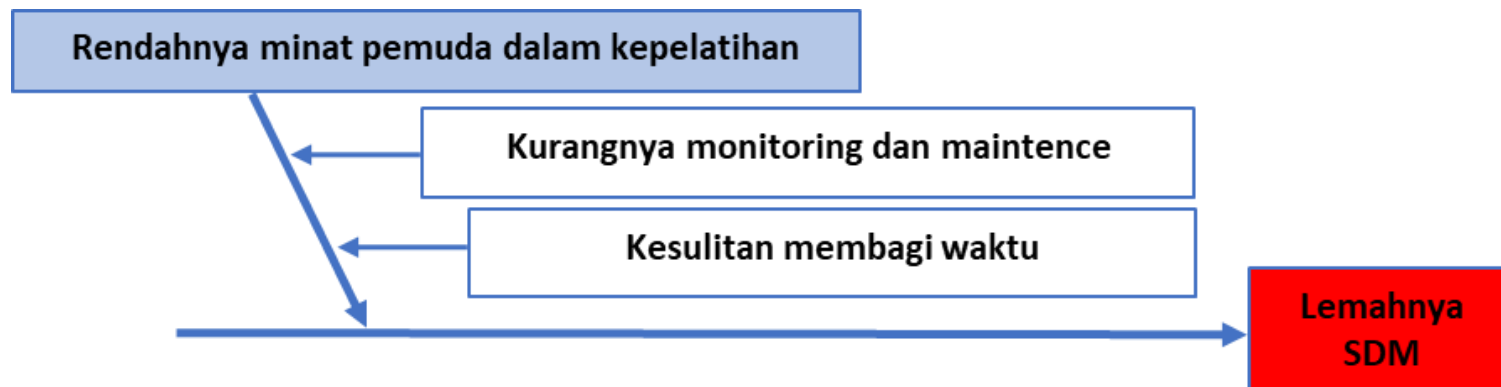 Rendahnya minat pemuda dalam kepelatihan
Kurangnya monitoring dan maintence
Kesulitan membagi waktu
Lemahnya
SDM